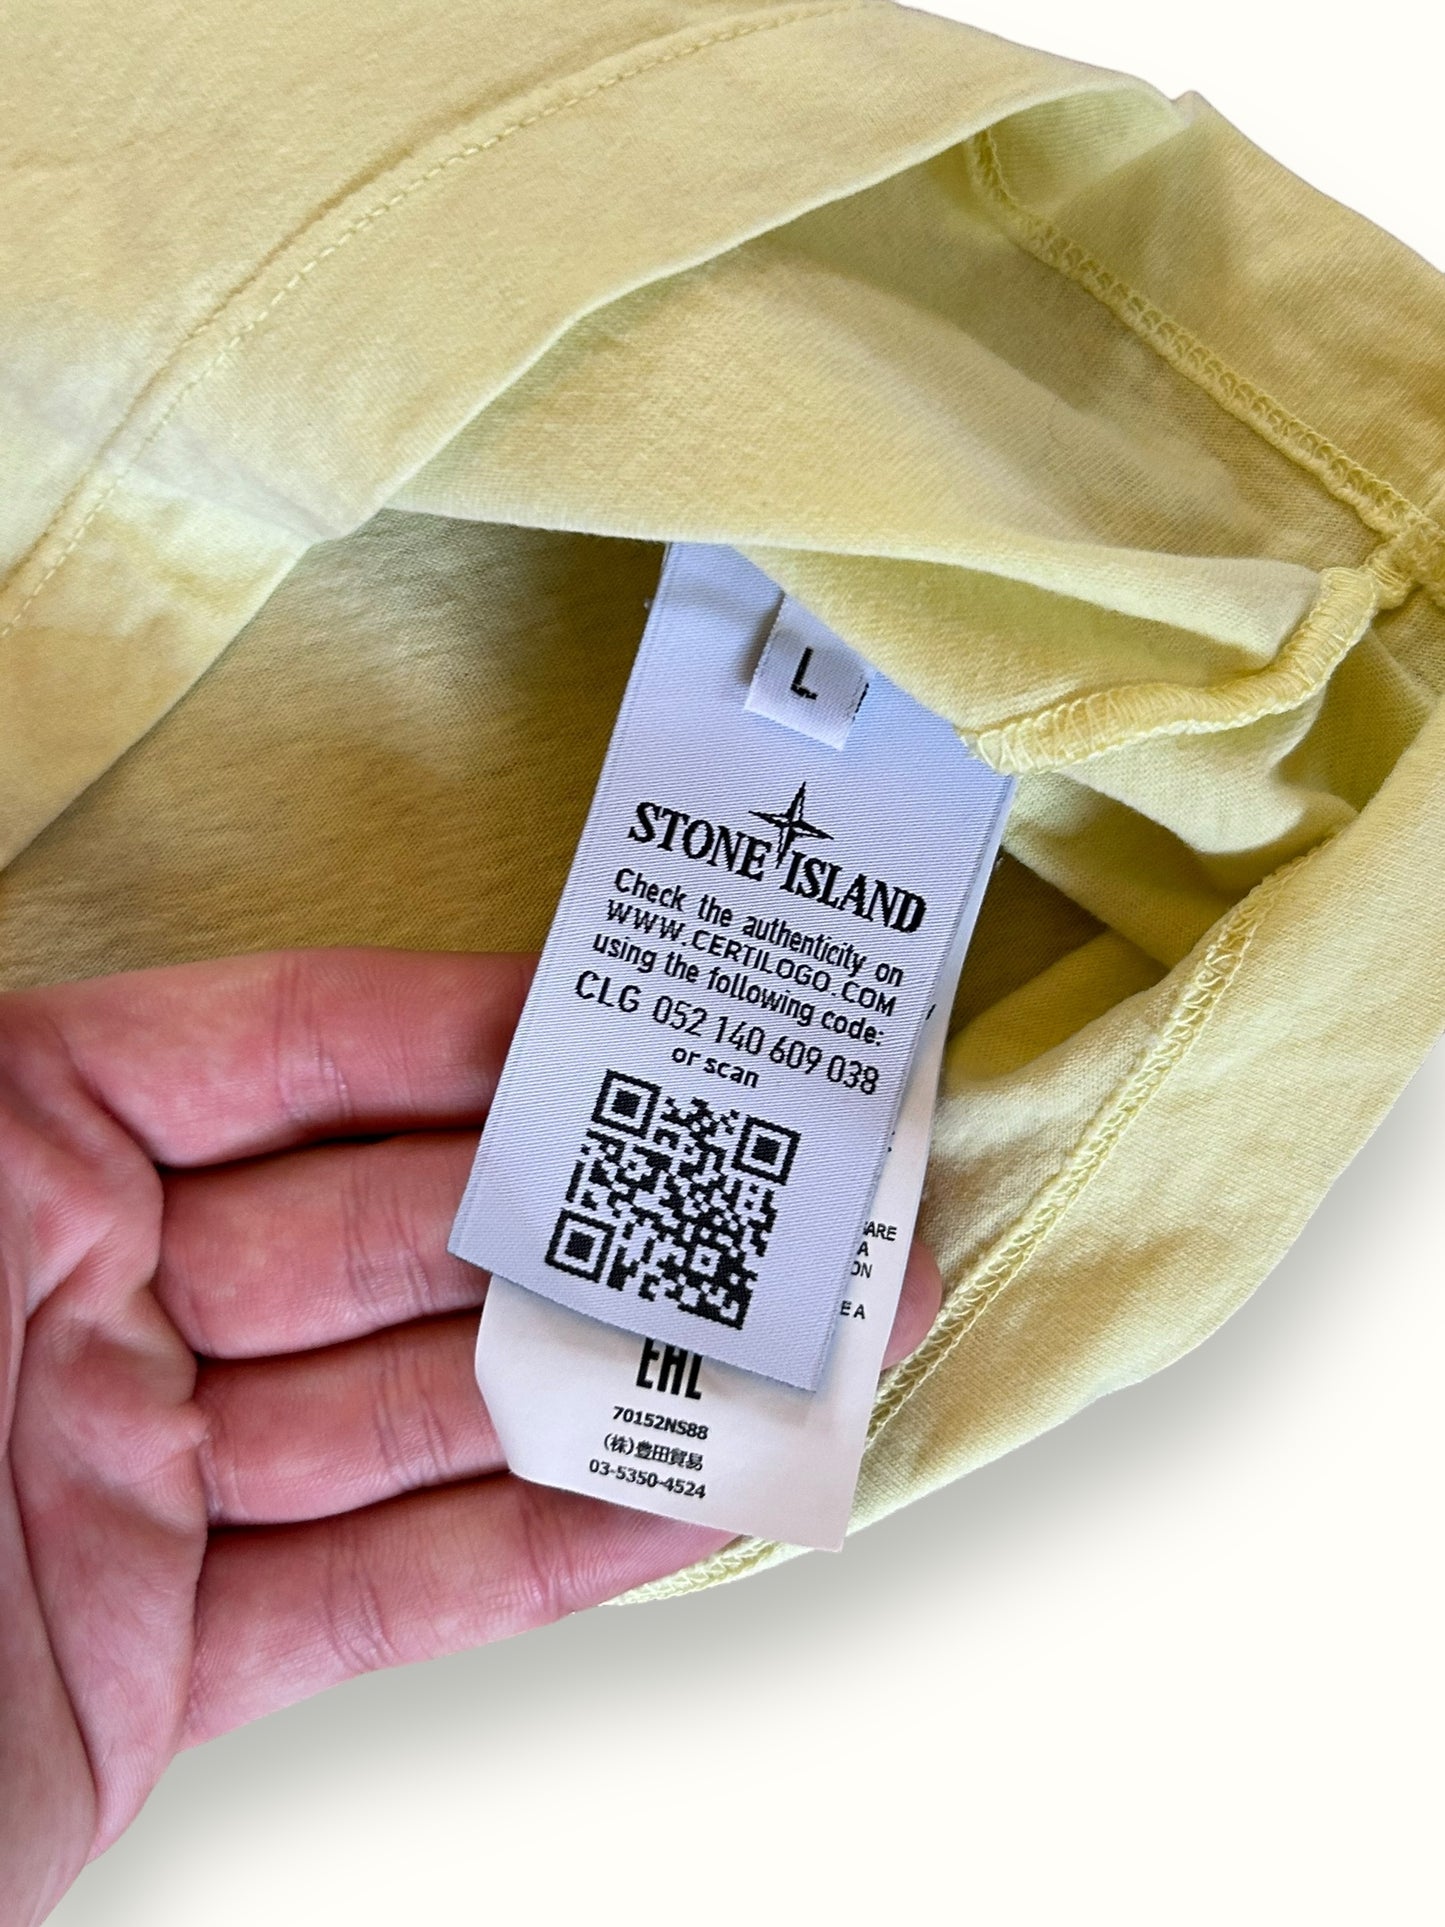 L
STONE ISLAND
Check the authenticity on
WWW.CERTILOGO.COM
using the following code:
CLG 052 140 609 038
or scan
EA
EAC
70152NS88
(株)豊田貿易
03-5350-4524